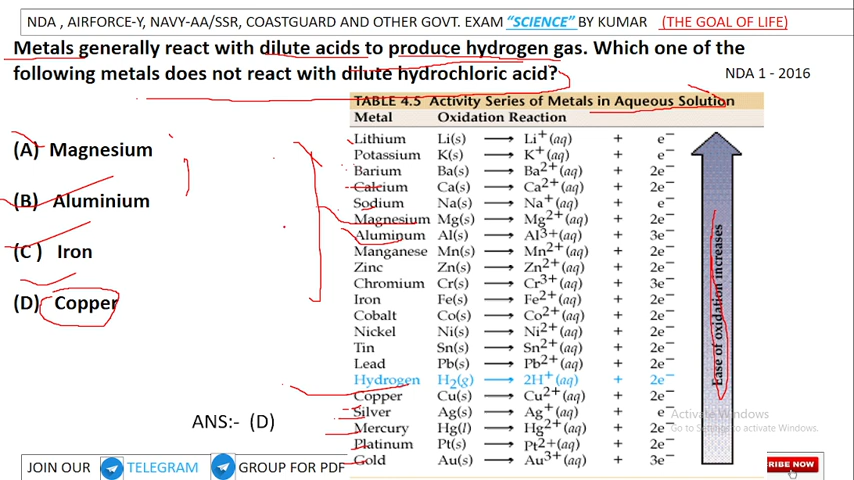 NDA , AIRFORCE-Y, NAVY-AA/SSR, COASTGUARD AND OTHER GOVT. EXAM “SCIENCE” BY KUMAR (THE GOAL OF LIFE)
Metals generally react with dilute acids to produce hydrogen gas. Which one of the
following metals does not react with dilute hydrochloric acid?
NDA 1 - 2016
(A) Magnesium
(B) Aluminium
(C ) Iron
(D) Copper
ANS:- (D)
TABLE 4.5 Activity Series of Metals in Aqueous Solution
Metal Oxidation Reaction
Lithium Li(s) ⟶ Li⁺(aq) + e⁻
Potassium K(s) ⟶ K⁺(aq) + e⁻
Barium Ba(s) ⟶ Ba²⁺(aq) + 2e⁻
Calcium Ca(s) ⟶ Ca²⁺(aq) + 2e⁻
Sodium Na(s) ⟶ Na⁺(aq) + e⁻
Magnesium Mg(s) ⟶ Mg²⁺(aq) + 2e⁻
Aluminum Al(s) ⟶ Al³⁺(aq) + 3e⁻
Manganese Mn(s) ⟶ Mn²⁺(aq) + 2e⁻
Zinc Zn(s) ⟶ Zn²⁺(aq) + 2e⁻
Chromium Cr(s) ⟶ Cr³⁺(aq) + 3e⁻
Iron Fe(s) ⟶ Fe²⁺(aq) + 2e⁻
Cobalt Co(s) ⟶ Co²⁺(aq) + 2e⁻
Nickel Ni(s) ⟶ Ni²⁺(aq) + 2e⁻
Tin Sn(s) ⟶ Sn²⁺(aq) + 2e⁻
Lead Pb(s) ⟶ Pb²⁺(aq) + 2e⁻
Hydrogen H₂(g) ⟶ 2H⁺(aq) + 2e⁻
Copper Cu(s) ⟶ Cu²⁺(aq) + 2e⁻
Silver Ag(s) ⟶ Ag⁺(aq) + e⁻
Mercury Hg(l) ⟶ Hg²⁺(aq) + 2e⁻
Platinum Pt(s) ⟶ Pt²⁺(aq) + 2e⁻
Gold Au(s) ⟶ Au³⁺(aq) + 3e⁻
Ease of oxidation increases
Activate Windows
Go to Settings to activate Windows.
JOIN OUR TELEGRAM GROUP FOR PDF
RIBE NOW